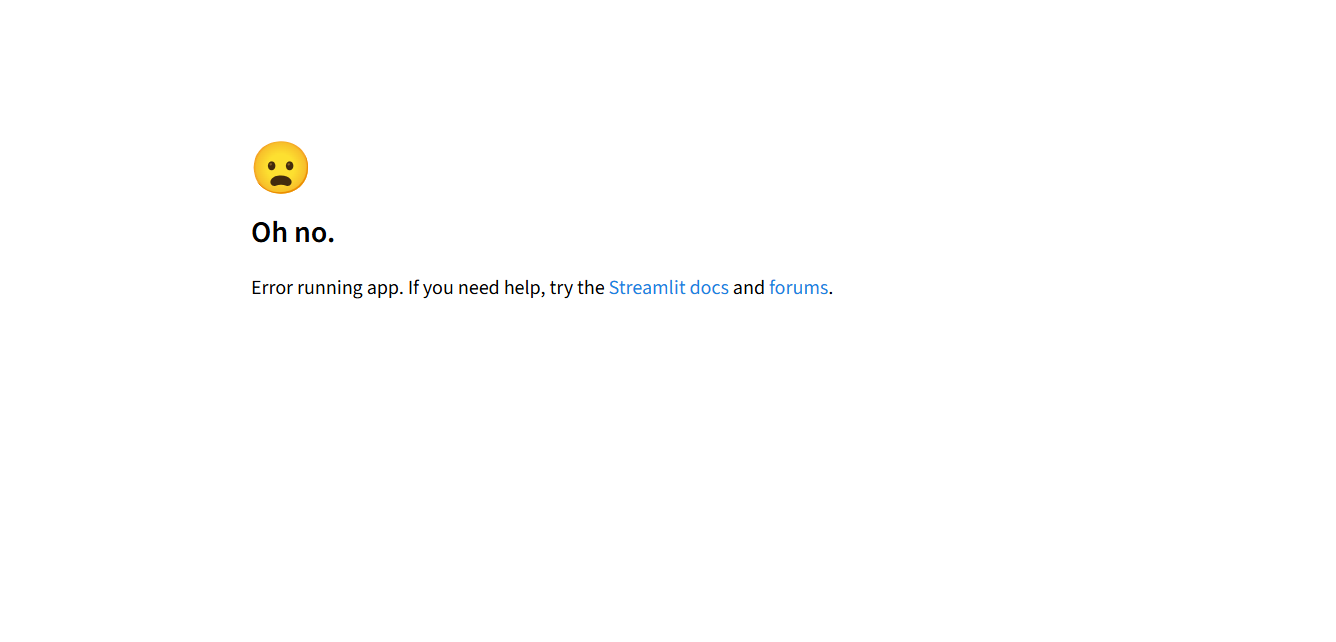 Oh no.
Error running app. If you need help, try the Streamlit docs and forums.